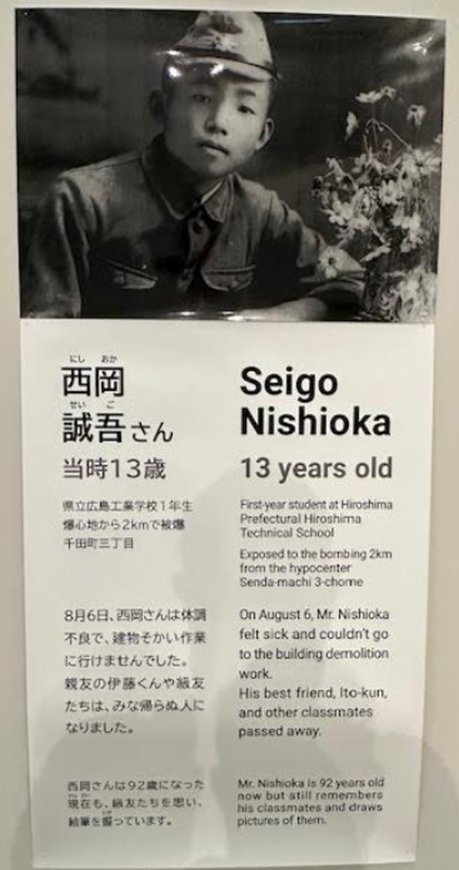 にし おか
西岡
せい ご
誠吾さん
当時13歳
県立広島工業学校1年生
爆心地から2kmで被爆
千田町三丁目
8月6日、西岡さんは体調
不良で、建物そかい作業
に行けませんでした。
親友の伊藤くんや級友
たちは、みな帰らぬ人に
なりました。
西岡さんは92歳になった
現在も、級友たちを思い、
絵筆を握っています。
Seigo
Nishioka
13 years old
First-year student at Hiroshima
Prefectural Hiroshima
Technical School
Exposed to the bombing 2km
from the hypocenter
Senda-machi 3-chome
On August 6, Mr. Nishioka
felt sick and couldn't go
to the building demolition
work.
His best friend, Ito-kun,
and other classmates
passed away.
Mr. Nishioka is 92 years old
now but still remembers
his classmates and draws
pictures of them.